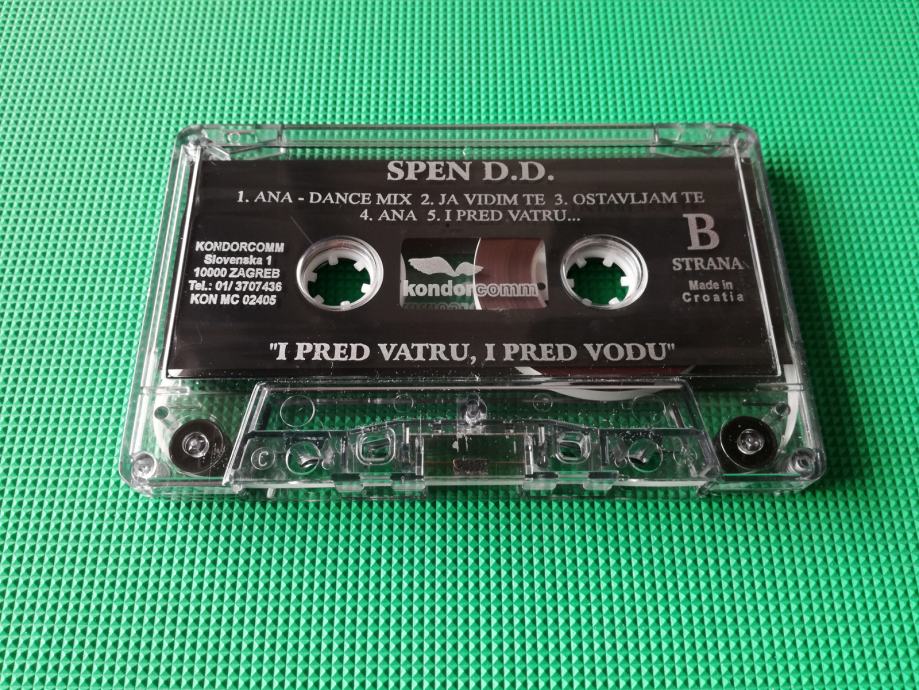 SPEN D.D.
1. ANA - DANCE MIX 2. JA VIDIM TE 3. OSTAVLJAM TE
4. ANA 5. I PRED VATRU...
B
STRANA
Made in
Croatia
KONDORCOMM
Slovenska 1
10000 ZAGREB
Tel.: 01/ 3707436
KON MC 02405
kondorcomm
"I PRED VATRU, I PRED VODU"
C